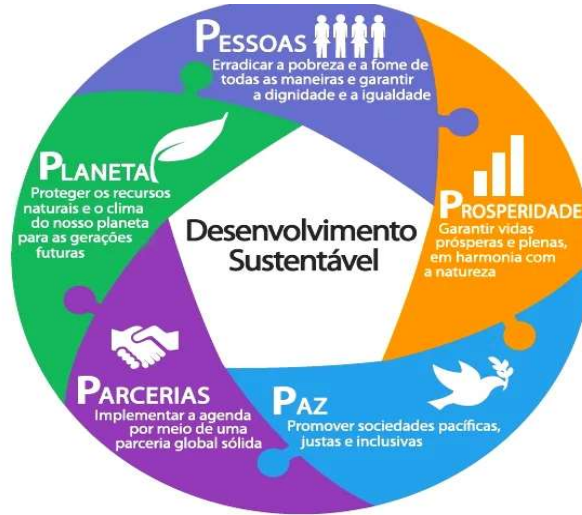 PESSOAS
Erradicar a pobreza e a fome de
todas as maneiras e garantir
a dignidade e a igualdade
PROSPERIDADE
Garantir vidas
prósperas e plenas,
em harmonia com
a natureza
PAZ
Promover sociedades pacíficas,
justas e inclusivas
PARCERIAS
Implementar a agenda
por meio de uma
parceria global sólida
PLANETA
Proteger os recursos
naturais e o clima
do nosso planeta
para as gerações
futuras
Desenvolvimento
Sustentável